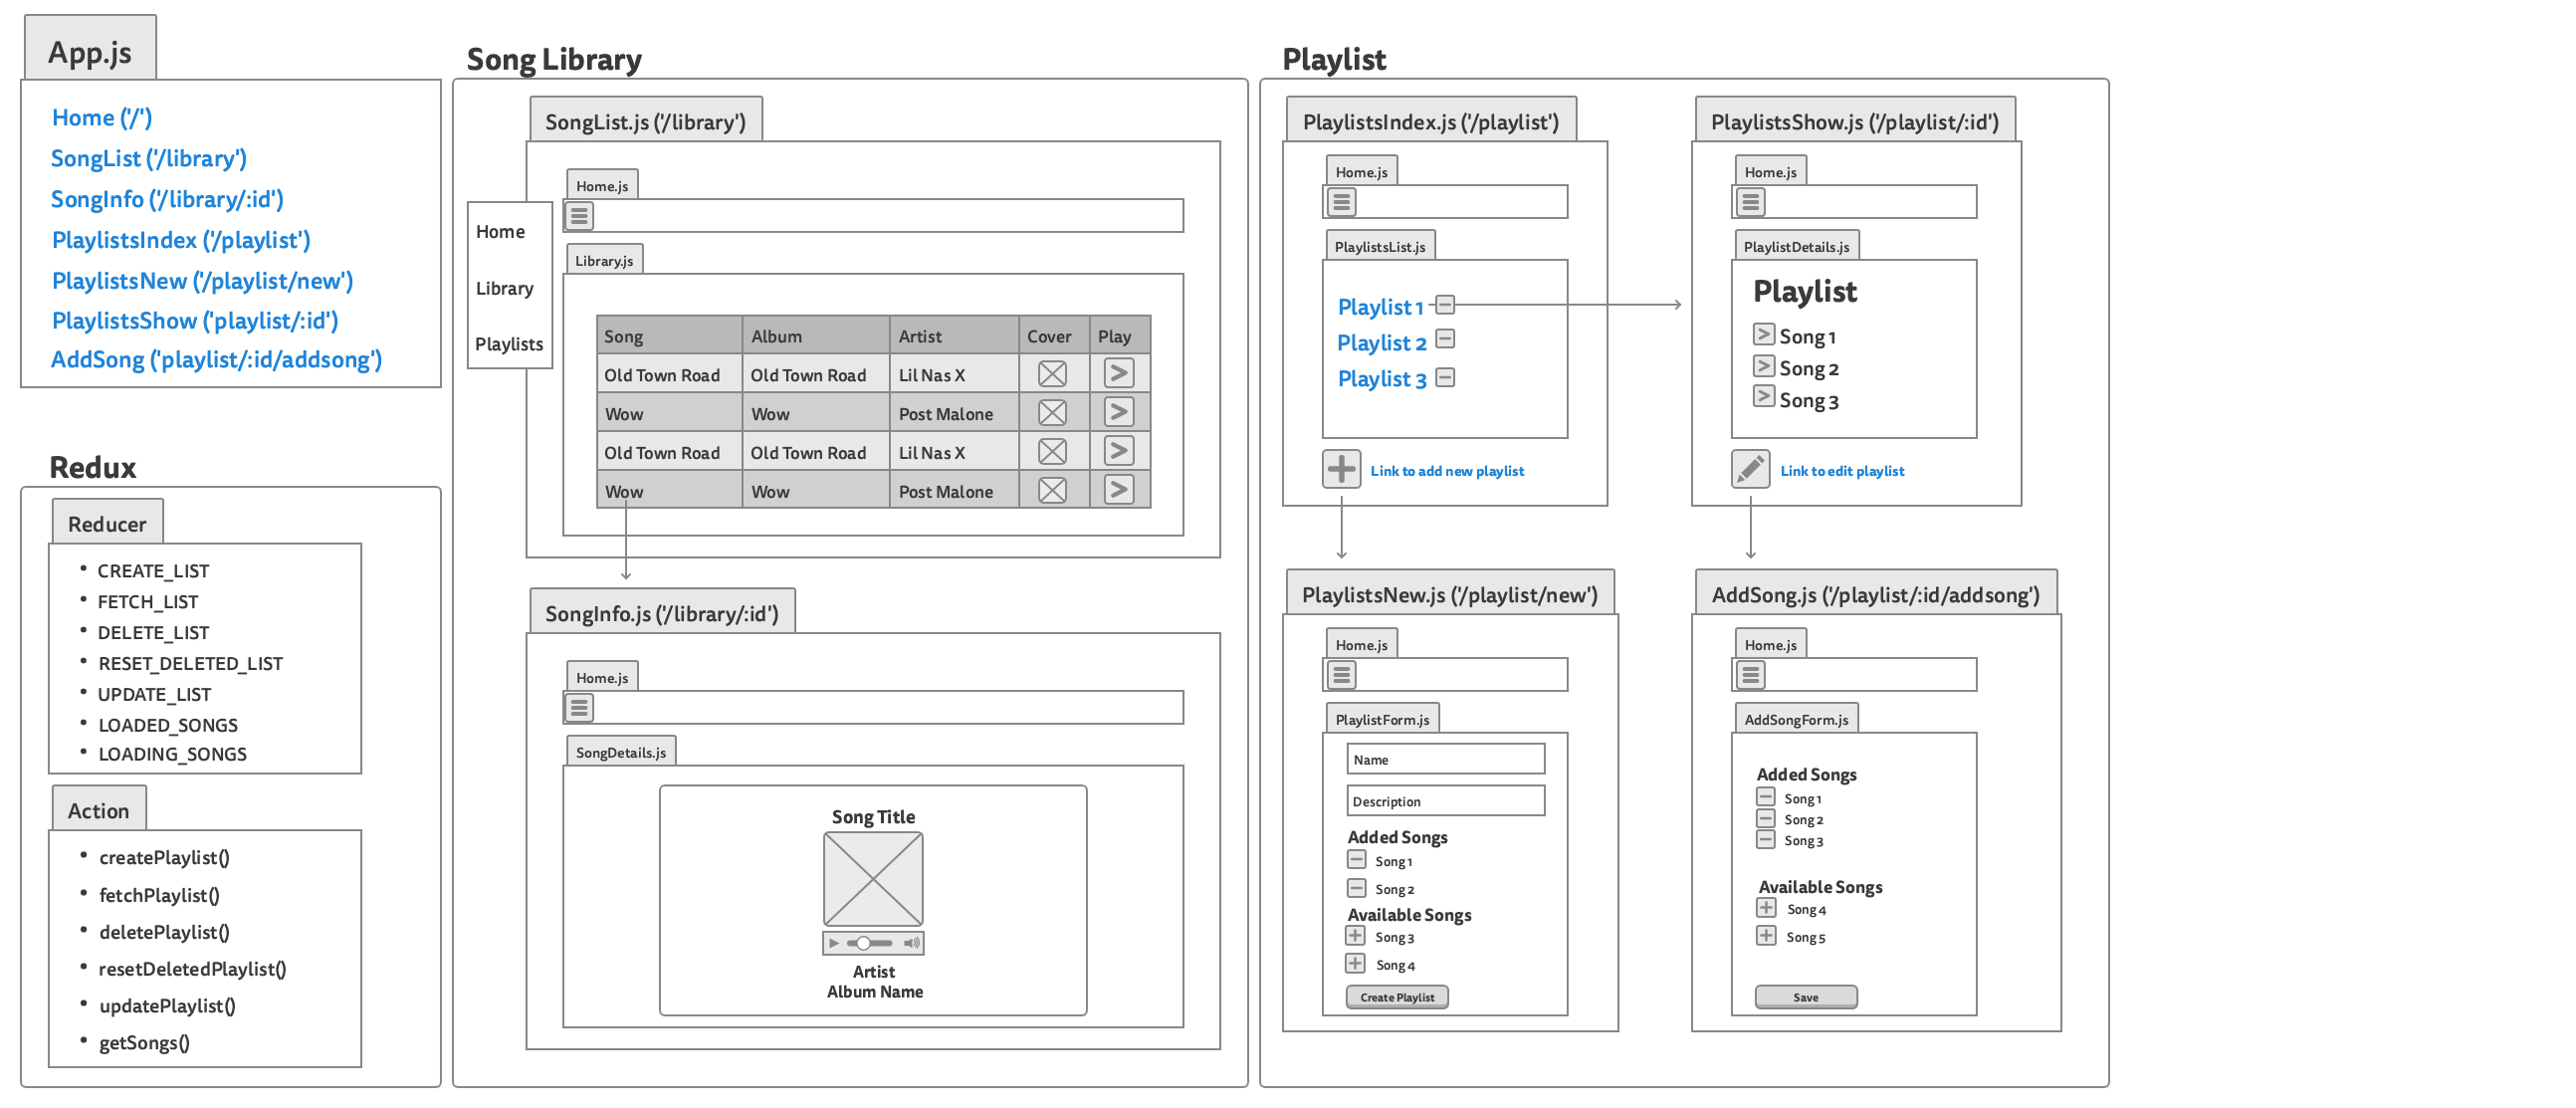 App.js
Home ('/')
SongList ('/library')
SongInfo ('/library/:id')
PlaylistsIndex ('/playlist')
PlaylistsNew ('/playlist/new')
PlaylistsShow ('playlist/:id')
AddSong ('playlist/:id/addsong')
Redux
Reducer
• CREATE_LIST
• FETCH_LIST
• DELETE_LIST
• RESET_DELETED_LIST
• UPDATE_LIST
• LOADED_SONGS
• LOADING_SONGS
Action
• createPlaylist()
• fetchPlaylist()
• deletePlaylist()
• resetDeletedPlaylist()
• updatePlaylist()
• getSongs()
Song Library
SongList.js ('/library')
Home.js
Home
Library
Playlists
Library.js
Song Album Artist Cover Play
Old Town Road Old Town Road Lil Nas X
Wow Wow Post Malone
Old Town Road Old Town Road Lil Nas X
Wow Wow Post Malone
SongInfo.js ('/library/:id')
Home.js
SongDetails.js
Song Title
Artist
Album Name
Playlist
PlaylistsIndex.js ('/playlist')
Home.js
PlaylistsList.js
Playlist 1
Playlist 2
Playlist 3
Link to add new playlist
PlaylistsShow.js ('/playlist/:id')
Home.js
PlaylistDetails.js
Playlist
Song 1
Song 2
Song 3
Link to edit playlist
PlaylistsNew.js ('/playlist/new')
Home.js
PlaylistForm.js
Name
Description
Added Songs
Song 1
Song 2
Available Songs
Song 3
Song 4
Create Playlist
AddSong.js ('/playlist/:id/addsong')
Home.js
AddSongForm.js
Added Songs
Song 1
Song 2
Song 3
Available Songs
Song 4
Song 5
Save